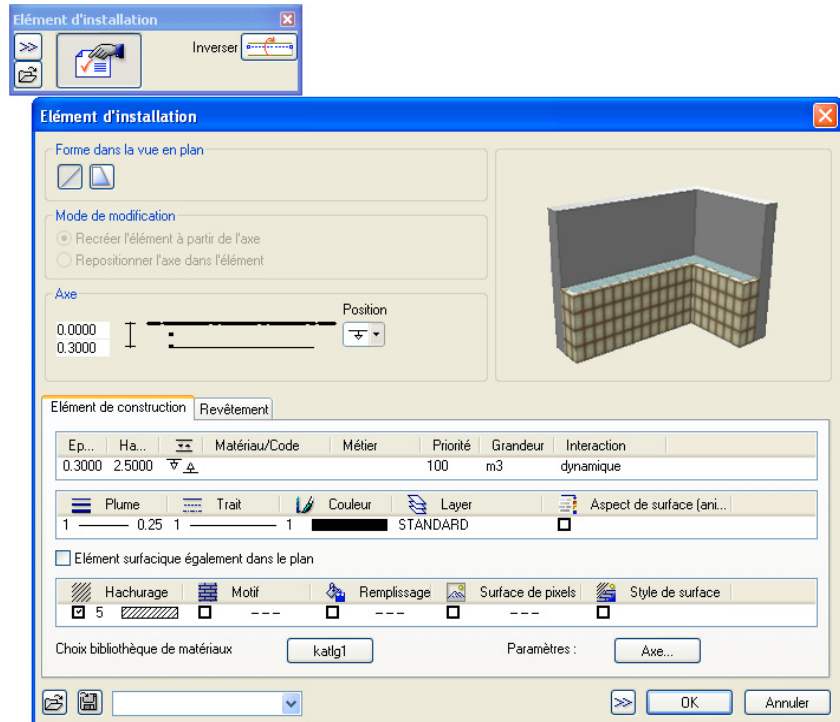 Elément d'installation
>>
Inverser
Elément d'installation
Forme dans la vue en plan
Mode de modification
Recréer l'élément à partir de l'axe
Repositionner l'axe dans l'élément
Axe
Position
0.0000
0.3000
Elément de construction Revêtement
Ep... Ha... Matériau/Code Métier Priorité Grandeur Interaction
0.3000 2.5000 100 m3 dynamique
Plume Trait Couleur Layer Aspect de surface (ani...
1 0.25 1 1 STANDARD
Elément surfacique également dans le plan
Hachurage Motif Remplissage Surface de pixels Style de surface
5 --- --- ---
Choix bibliothèque de matériaux katlg1 Paramètres : Axe...
>> OK Annuler